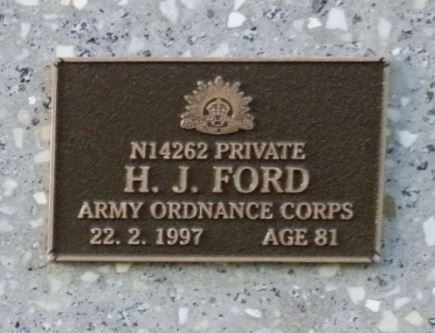 N14262 PRIVATE
H. J. FORD
ARMY ORDNANCE CORPS
22. 2. 1997 AGE 81